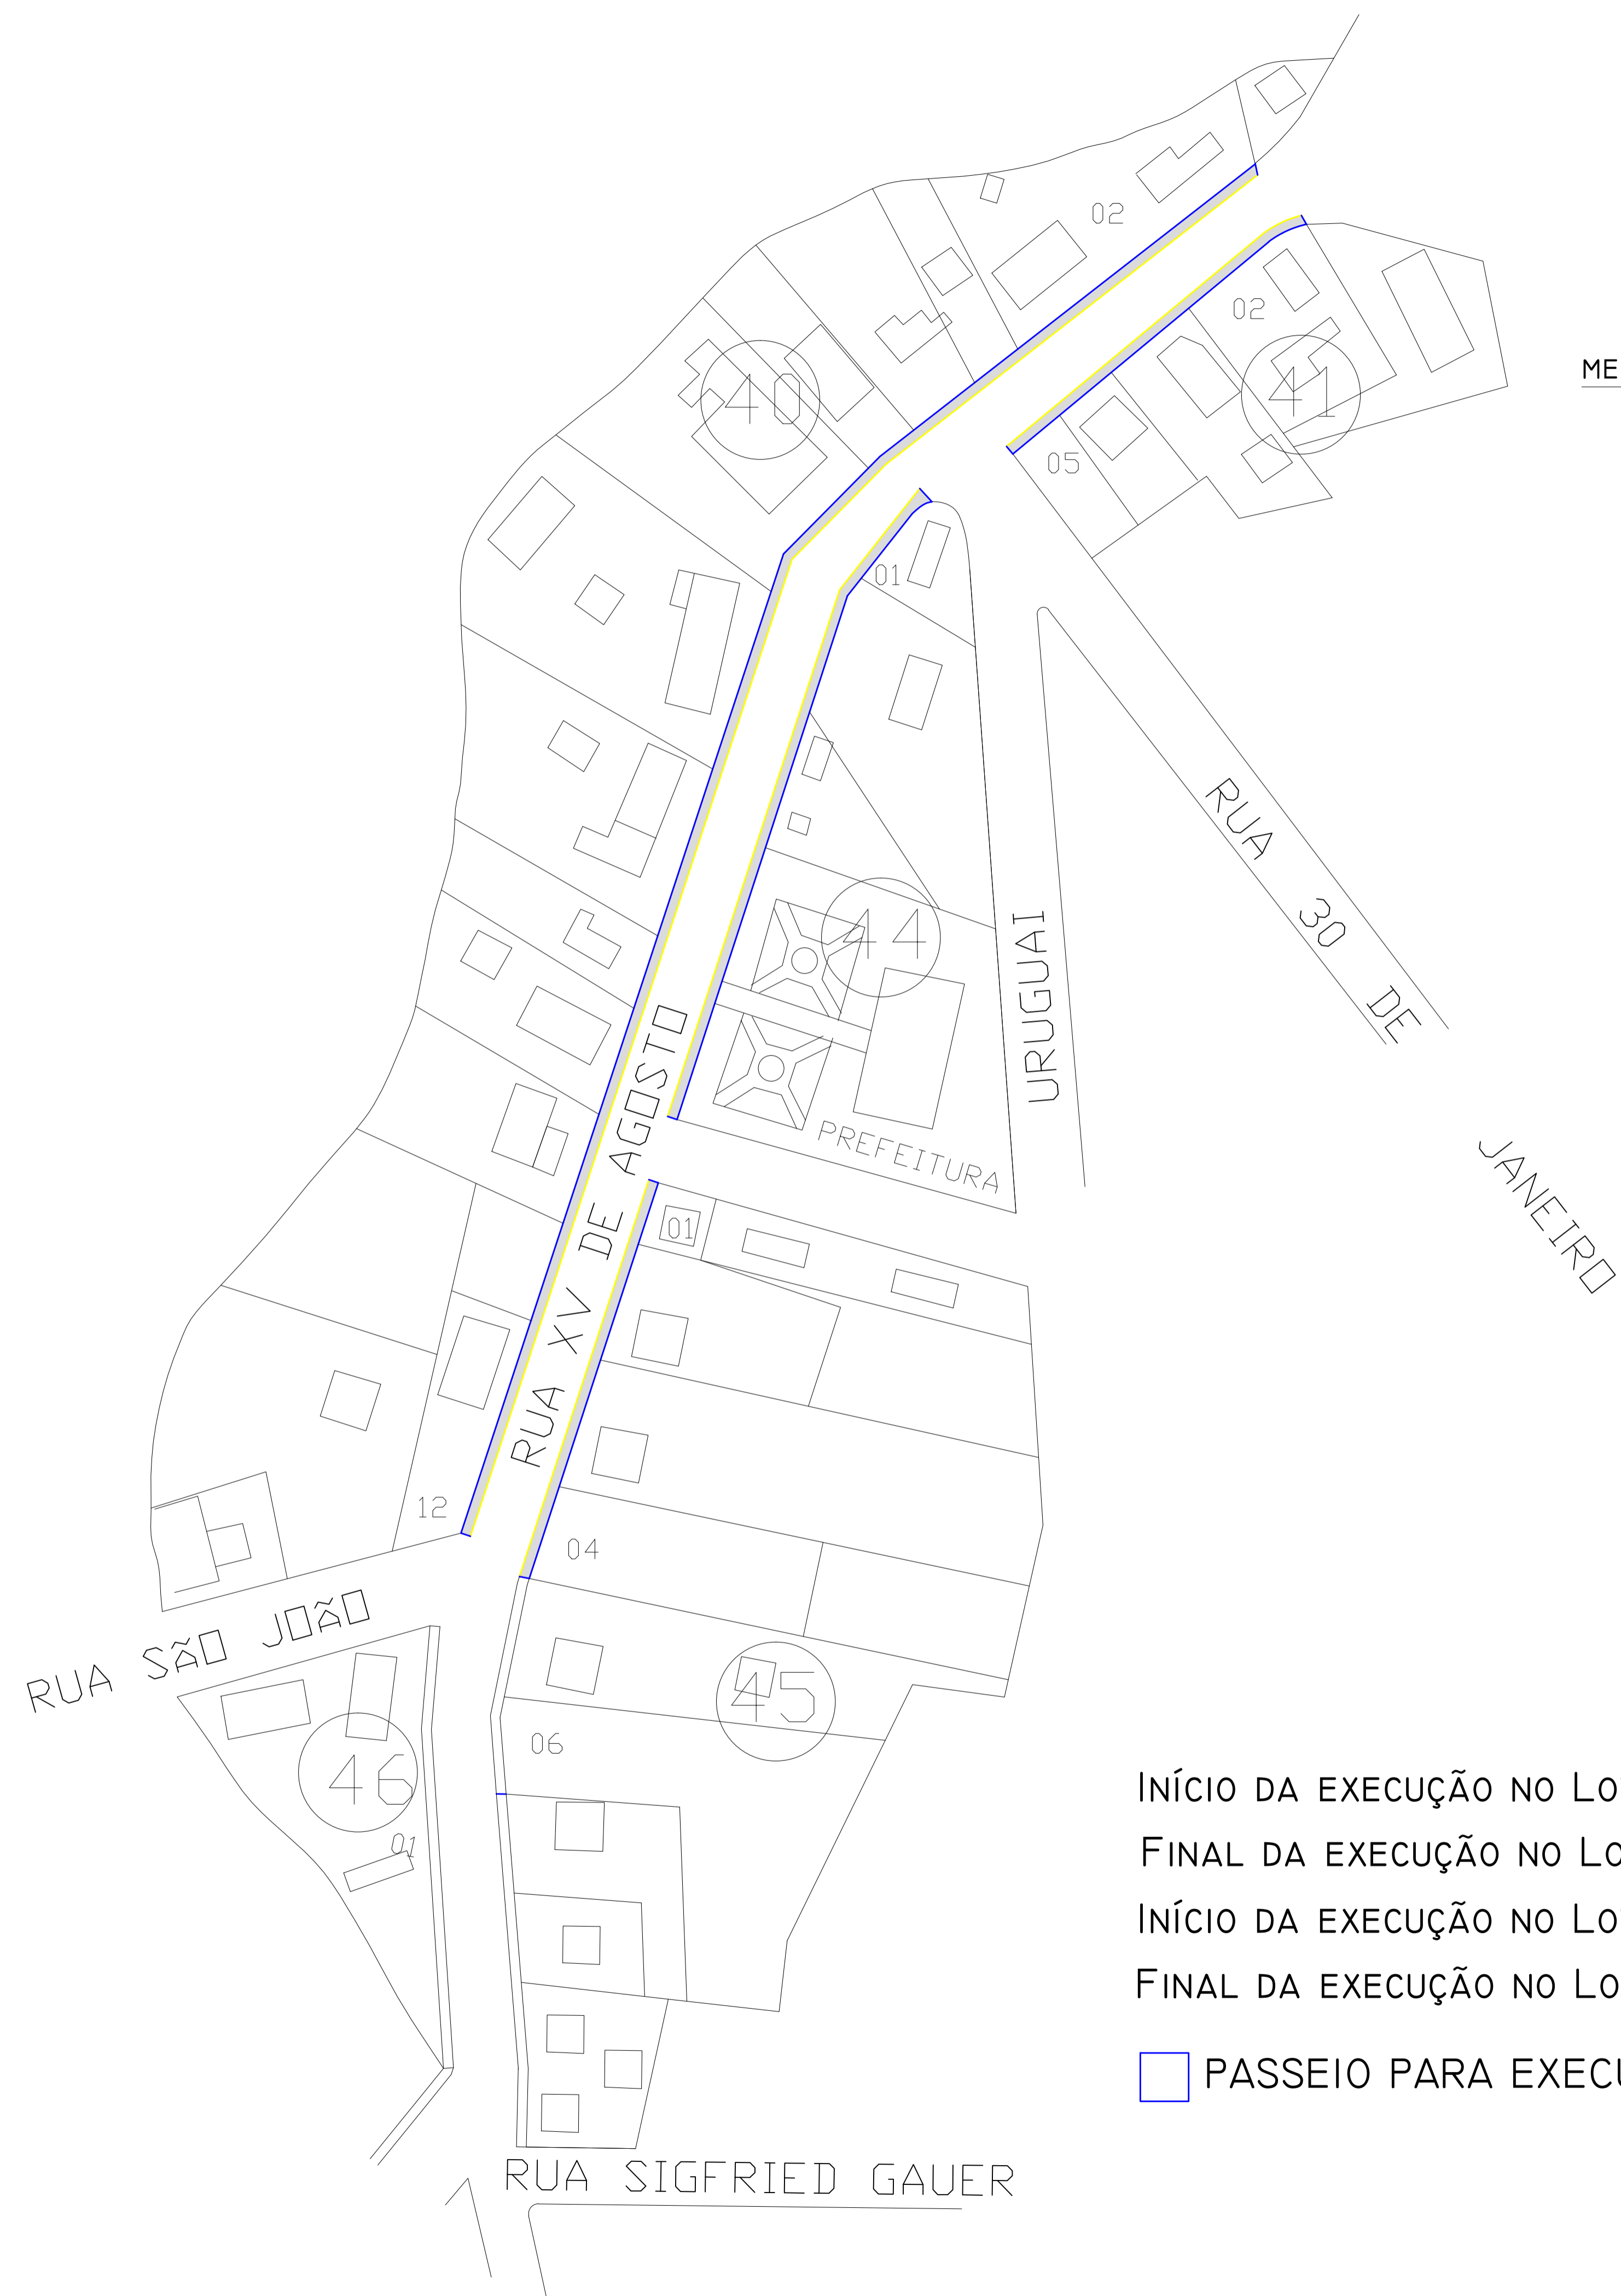 02
02
ME
40
41
05
01
RUA 30 DE JANEIRO
44
URUGUAI
RUA XV DE AGOSTO
PREFEITURA
01
12
04
RUA SÃO JOÃO
45
06
46
01
INÍCIO DA EXECUÇÃO NO LO
FINAL DA EXECUÇÃO NO LO
INÍCIO DA EXECUÇÃO NO LO
FINAL DA EXECUÇÃO NO LO
PASSEIO PARA EXECU
RUA SIGFRIED GAUER